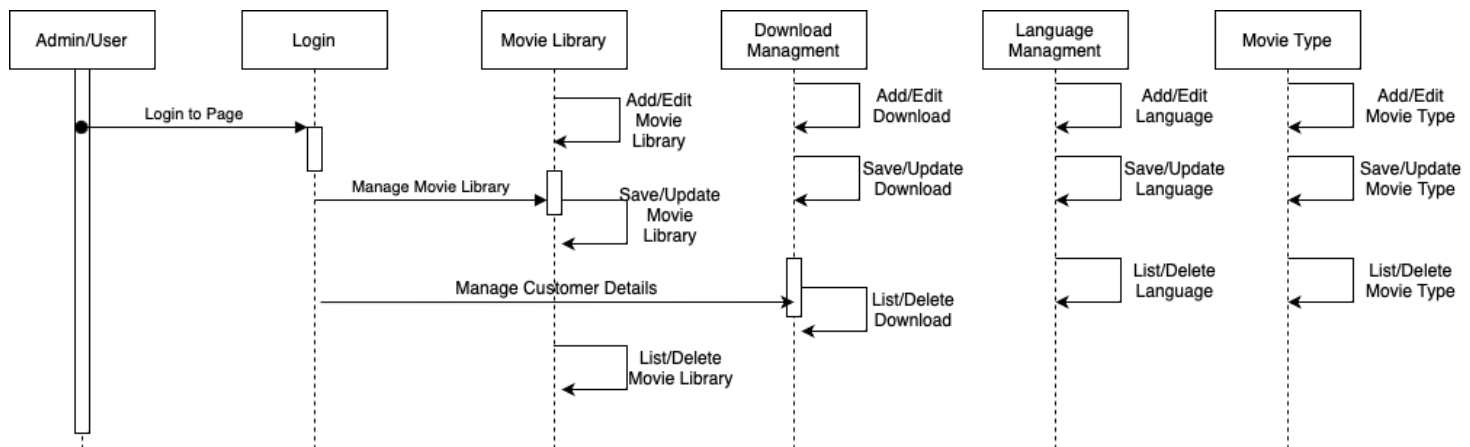 Admin/User
Login
Movie Library
Download
Managment
Language
Managment
Movie Type
Login to Page
Add/Edit
Movie
Library
Add/Edit
Download
Add/Edit
Language
Add/Edit
Movie Type
Manage Movie Library
Save/Update
Movie
Library
Save/Update
Download
Save/Update
Language
Save/Update
Movie Type
Manage Customer Details
List/Delete
Download
List/Delete
Language
List/Delete
Movie Type
List/Delete
Movie Library